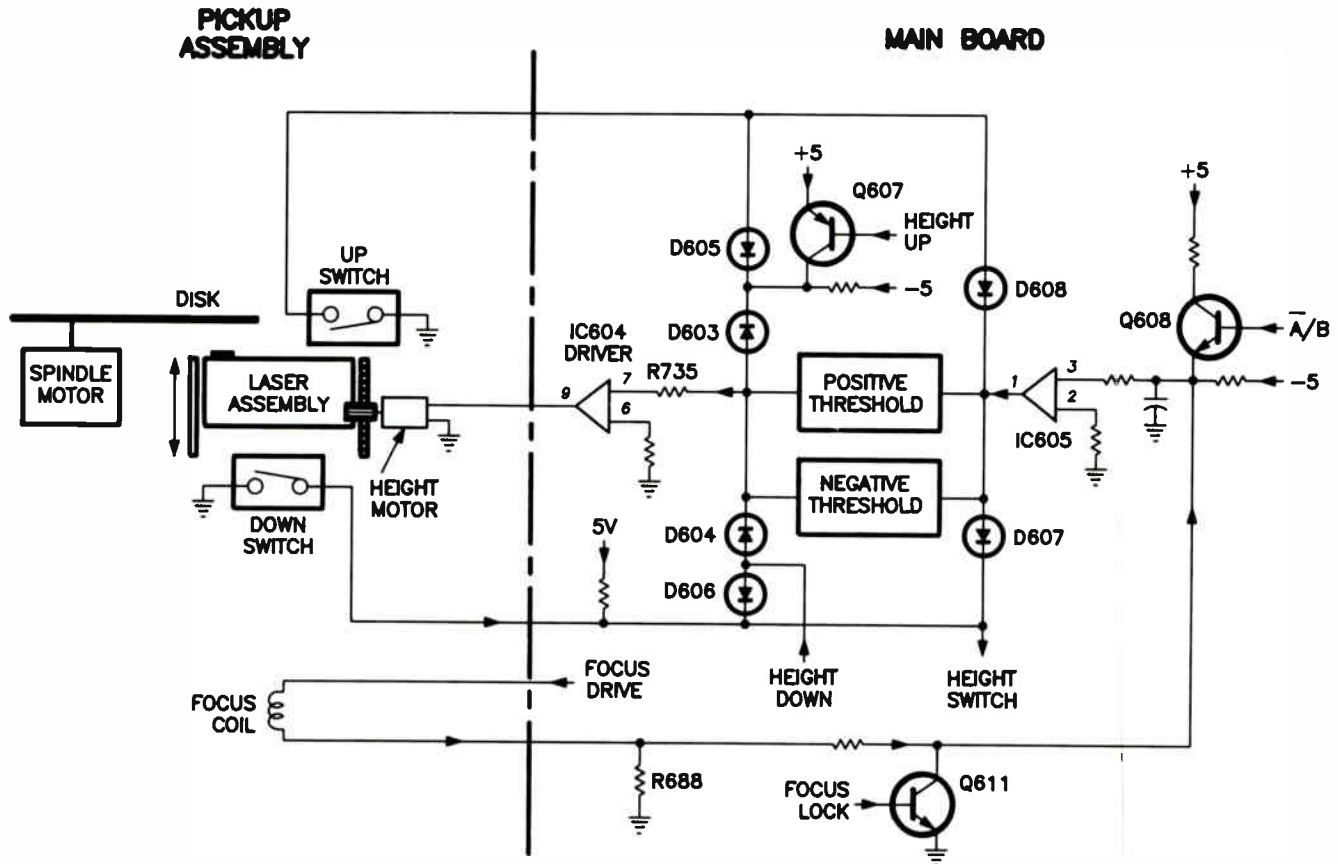 PICKUP
ASSEMBLY
MAIN BOARD
+5
Q607
HEIGHT
UP
+5
D605
-5
D608
Q608
A/B
-5
UP
SWITCH
DISK
SPINDLE
MOTOR
LASER
ASSEMBLY
HEIGHT
MOTOR
DOWN
SWITCH
IC604
DRIVER
9
7
6
R735
D603
POSITIVE
THRESHOLD
1
3
2
IC605
NEGATIVE
THRESHOLD
D604
D607
5V
D606
HEIGHT
DOWN
HEIGHT
SWITCH
FOCUS
DRIVE
FOCUS
COIL
R688
FOCUS
LOCK
Q611